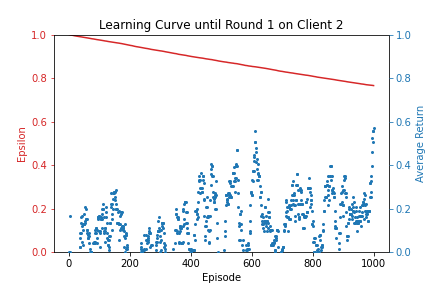 Learning Curve until Round 1 on Client 2
1.0 1.0
0.8 0.8
0.6 0.6
0.4 0.4
0.2 0.2
0.0 0.0
Epsilon
Average Return
0 200 400 600 800 1000
Episode